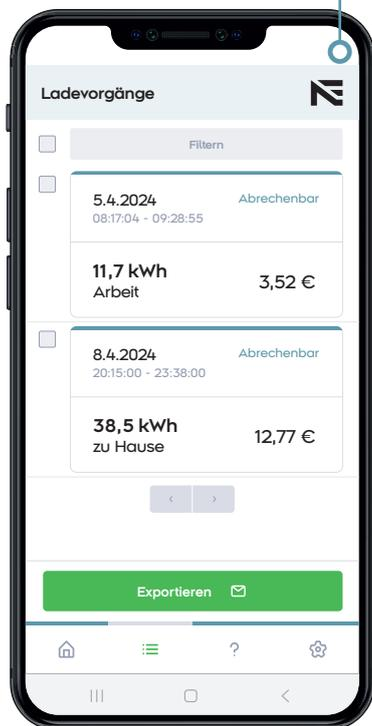 Ladevorgänge
Filtern
5.4.2024 Abrechenbar
08:17:04 - 09:28:55
11,7 kWh
Arbeit
3,52 €
8.4.2024 Abrechenbar
20:15:00 - 23:38:00
38,5 kWh
zu Hause
12,77 €
‹ ›
Exportieren
?